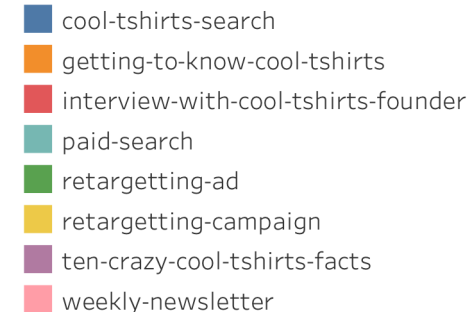 cool-tshirts-search
getting-to-know-cool-tshirts
interview-with-cool-tshirts-founder
paid-search
retargetting-ad
retargetting-campaign
ten-crazy-cool-tshirts-facts
weekly-newsletter